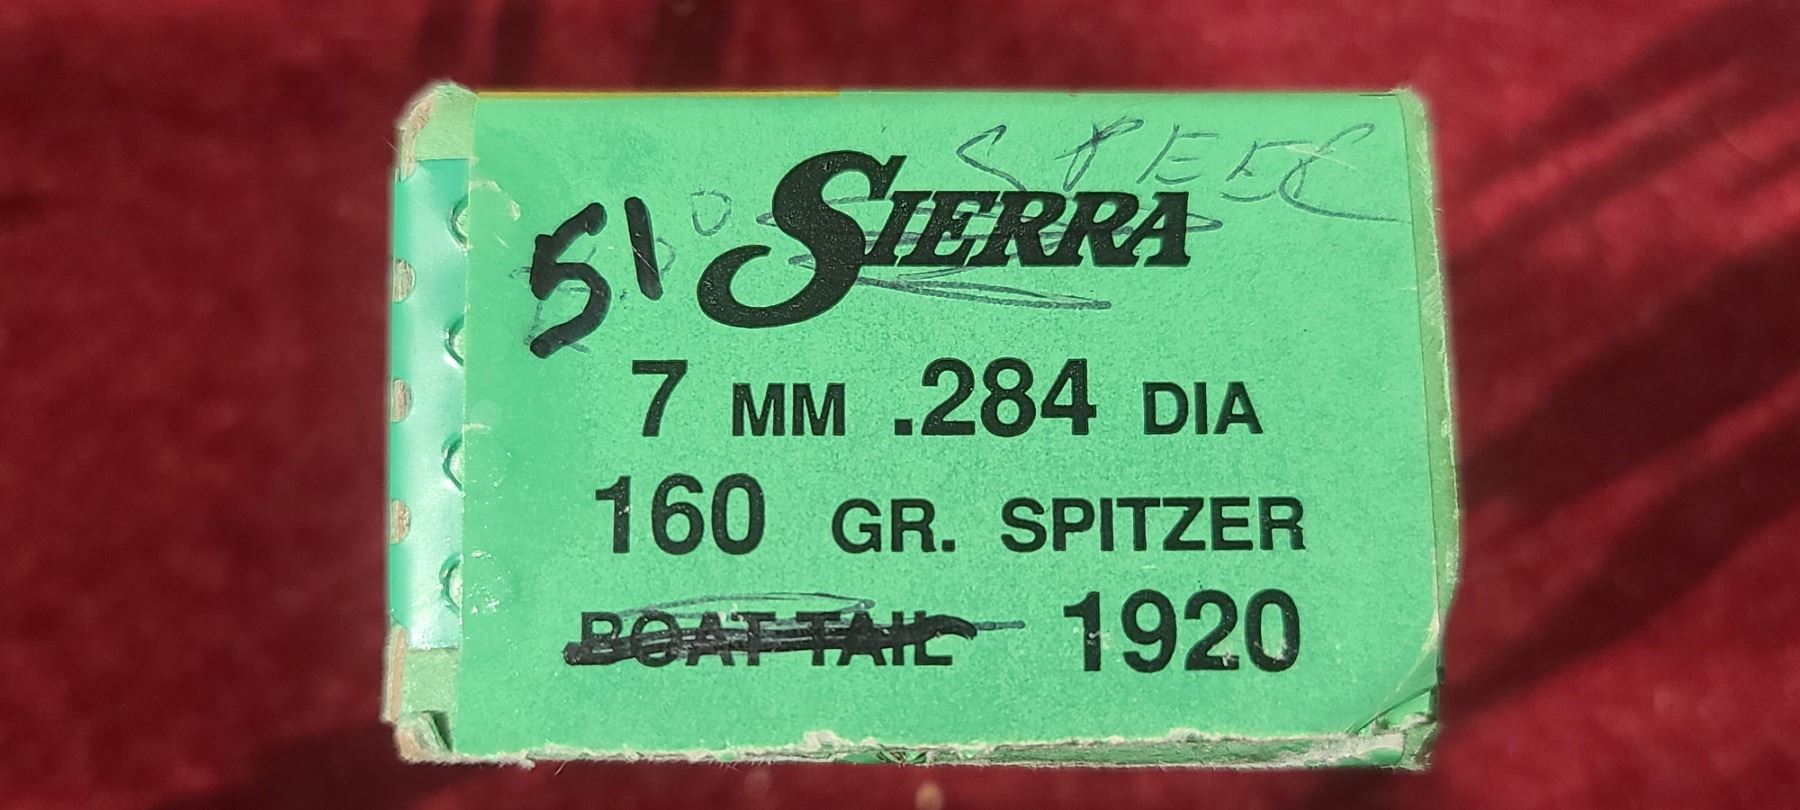 SPEER
51 SIERRA
7 MM .284 DIA
160 GR. SPITZER
BOAT TAIL 1920